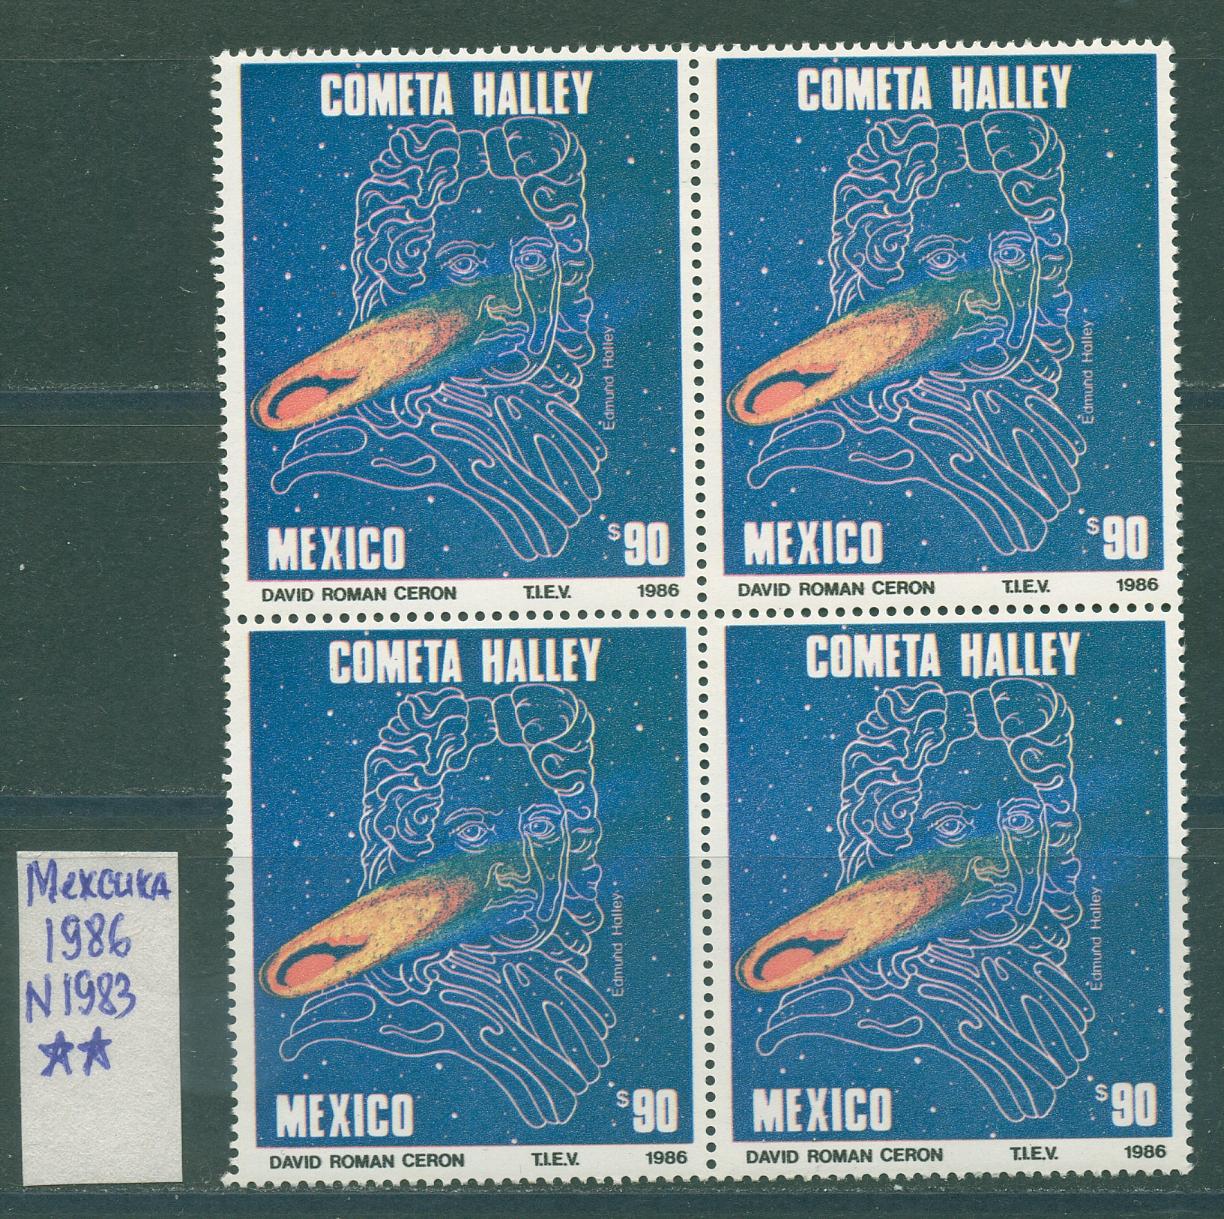 COMETA HALLEY
Edmund Halley
MEXICO
$90
DAVID ROMAN CERON T.I.E.V. 1986
COMETA HALLEY
Edmund Halley
MEXICO
$90
DAVID ROMAN CERON T.I.E.V. 1986
COMETA HALLEY
Edmund Halley
MEXICO
$90
DAVID ROMAN CERON T.I.E.V. 1986
COMETA HALLEY
Edmund Halley
MEXICO
$90
DAVID ROMAN CERON T.I.E.V. 1986
Мексика
1986
N1983
★★